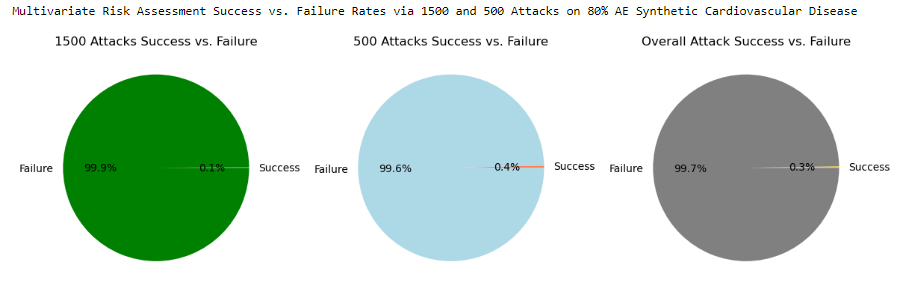 Multivariate Risk Assessment Success vs. Failure Rates via 1500 and 500 Attacks on 80% AE Synthetic Cardiovascular Disease
1500 Attacks Success vs. Failure
500 Attacks Success vs. Failure
Overall Attack Success vs. Failure
Failure
99.9%
0.1%
Success
Failure
99.6%
0.4%
Success
Failure
99.7%
0.3%
Success